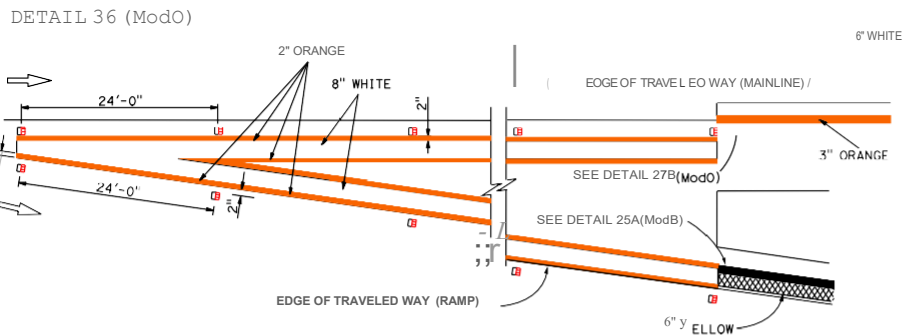 DETAIL 36 (ModO)
6" WHITE
2" ORANGE
8" WHITE
EOGE OF TRAVEL EO WAY (MAINLINE) /
24'-0"
2"
3" ORANGE
SEE DETAIL 27B(ModO)
24'-0"
2"
SEE DETAIL 25A(ModB)
EDGE OF TRAVELED WAY (RAMP)
6" y ELLOW